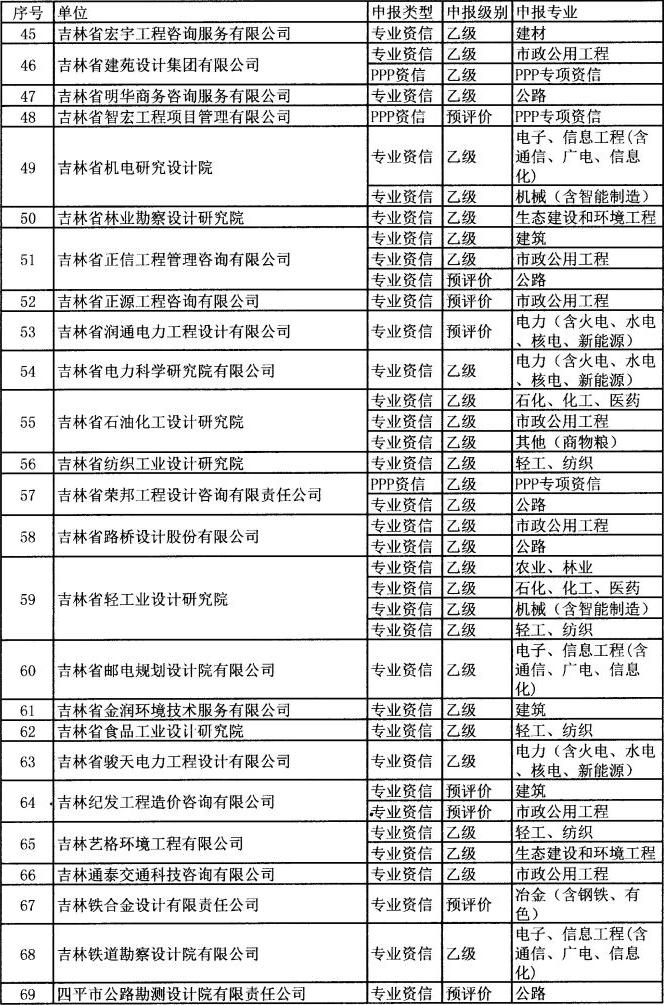 序号 单位 申报类型 申报级别 申报专业
45 吉林省宏宇工程咨询服务有限公司 专业资信 乙级 建材
46 吉林省建苑设计集团有限公司 专业资信 乙级 市政公用工程
PPP资信 乙级 PPP专项资信
47 吉林省明华商务咨询服务有限公司 专业资信 乙级 公路
48 吉林省智宏工程项目管理有限公司 PPP资信 预评价 PPP专项资信
49 吉林省机电研究设计院 专业资信 乙级 电子、信息工程(含
通信、广电、信息
化)
专业资信 乙级 机械（含智能制造）
50 吉林省林业勘察设计研究院 专业资信 乙级 生态建设和环境工程
51 吉林省正信工程管理咨询有限公司 专业资信 乙级 建筑
专业资信 乙级 市政公用工程
专业资信 预评价 公路
52 吉林省正源工程咨询有限公司 专业资信 预评价 市政公用工程
53 吉林省润通电力工程设计有限公司 专业资信 预评价 电力（含火电、水电
、核电、新能源）
54 吉林省电力科学研究院有限公司 专业资信 乙级 电力（含火电、水电
、核电、新能源）
55 吉林省石油化工设计研究院 专业资信 乙级 石化、化工、医药
专业资信 乙级 市政公用工程
专业资信 乙级 其他（商物粮）
56 吉林省纺织工业设计研究院 专业资信 乙级 轻工、纺织
57 吉林省荣邦工程设计咨询有限责任公司 PPP资信 乙级 PPP专项资信
专业资信 乙级 公路
58 吉林省路桥设计股份有限公司 专业资信 乙级 市政公用工程
专业资信 乙级 公路
59 吉林省轻工业设计研究院 专业资信 乙级 农业、林业
专业资信 乙级 石化、化工、医药
专业资信 乙级 机械（含智能制造）
专业资信 乙级 轻工、纺织
60 吉林省邮电规划设计院有限公司 专业资信 乙级 电子、信息工程(含
通信、广电、信息
化)
61 吉林省金润环境技术服务有限公司 专业资信 乙级 建筑
62 吉林省食品工业设计研究院 专业资信 乙级 轻工、纺织
63 吉林省骏天电力工程设计有限公司 专业资信 乙级 电力（含火电、水电
、核电、新能源）
64 吉林纪发工程造价咨询有限公司 专业资信 预评价 建筑
专业资信 预评价 市政公用工程
65 吉林艺格环境工程有限公司 专业资信 乙级 轻工、纺织
专业资信 乙级 生态建设和环境工程
66 吉林通泰交通科技咨询有限公司 专业资信 乙级 市政公用工程
67 吉林铁合金设计有限责任公司 专业资信 预评价 冶金（含钢铁、有
色）
68 吉林铁道勘察设计院有限公司 专业资信 乙级 电子、信息工程(含
通信、广电、信息
化)
69 四平市公路勘测设计院有限责任公司 专业资信 预评价 公路